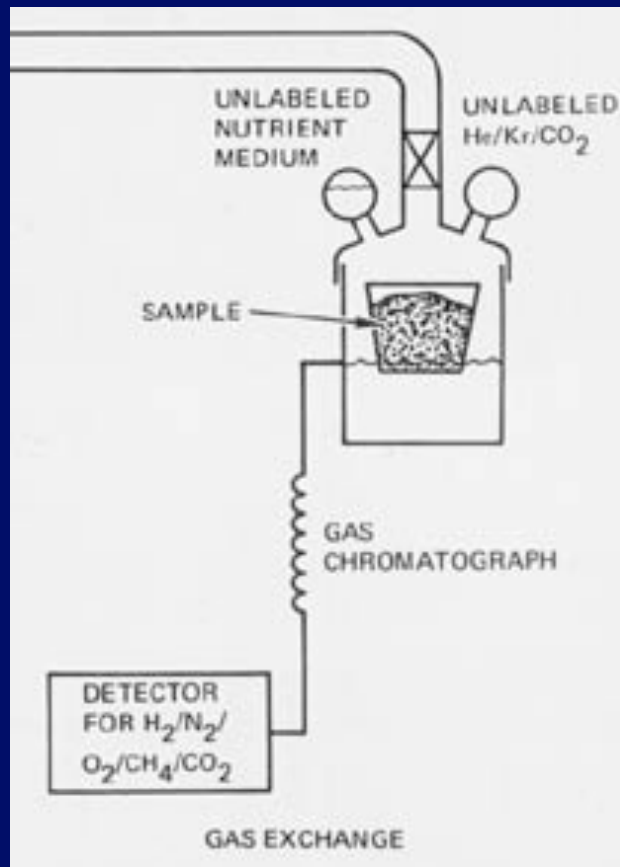 UNLABELED
NUTRIENT
MEDIUM
UNLABELED
He/Kr/CO2
SAMPLE
GAS
CHROMATOGRAPH
DETECTOR
FOR H2/N2/
O2/CH4/CO2
GAS EXCHANGE